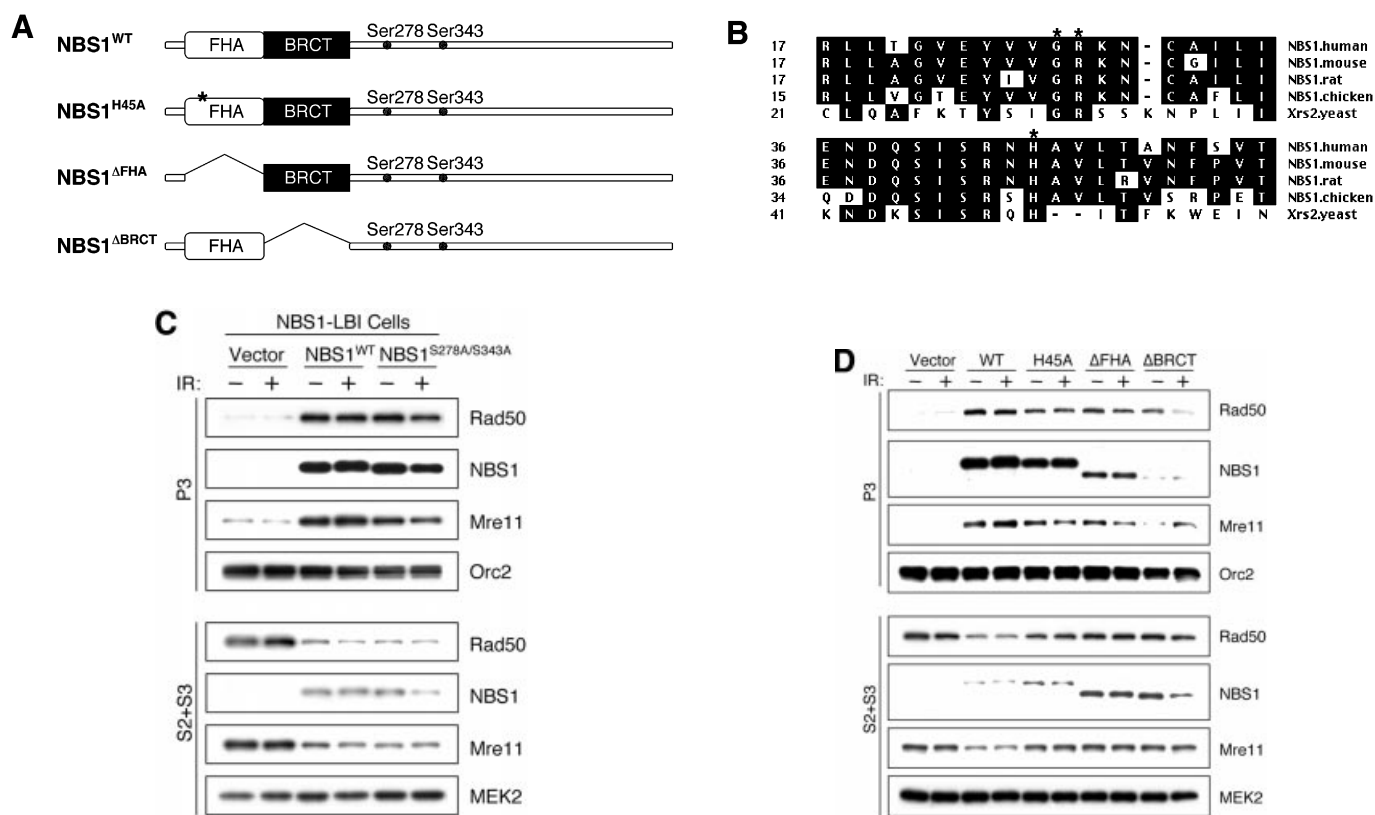 A
NBS1WT FHA BRCT Ser278 Ser343
NBS1H45A * FHA BRCT Ser278 Ser343
NBS1ΔFHA BRCT Ser278 Ser343
NBS1ΔBRCT FHA Ser278 Ser343
B
* *
17 R L L T G V E Y V V G R K N - C A I L I NBS1.human
17 R L L A G V E Y V V G R K N - C G I L I NBS1.mouse
17 R L L A G V E Y I V G R K N - C A I L I NBS1.rat
15 R L L V G T E Y V V G R K N - C A F L I NBS1.chicken
21 C L Q A F K T Y S I G R S S K N P L I I Xrs2.yeast
*
36 E N D Q S I S R N H A V L T A N F S V T NBS1.human
36 E N D Q S I S R N H A V L T V N F P V T NBS1.mouse
36 E N D Q S I S R N H A V L R V N F P V T NBS1.rat
34 Q D D Q S I S R S H A V L T V S R P E T NBS1.chicken
41 K N D K S I S R Q H - - I T F K W E I N Xrs2.yeast
C
NBS1-LBI Cells
Vector NBS1WT NBS1S278A/S343A
IR: – + – + – +
P3
Rad50
NBS1
Mre11
Orc2
S2+S3
Rad50
NBS1
Mre11
MEK2
D
Vector WT H45A ΔFHA ΔBRCT
IR: – + – + – + – + – +
P3
Rad50
NBS1
Mre11
Orc2
S2+S3
Rad50
NBS1
Mre11
MEK2